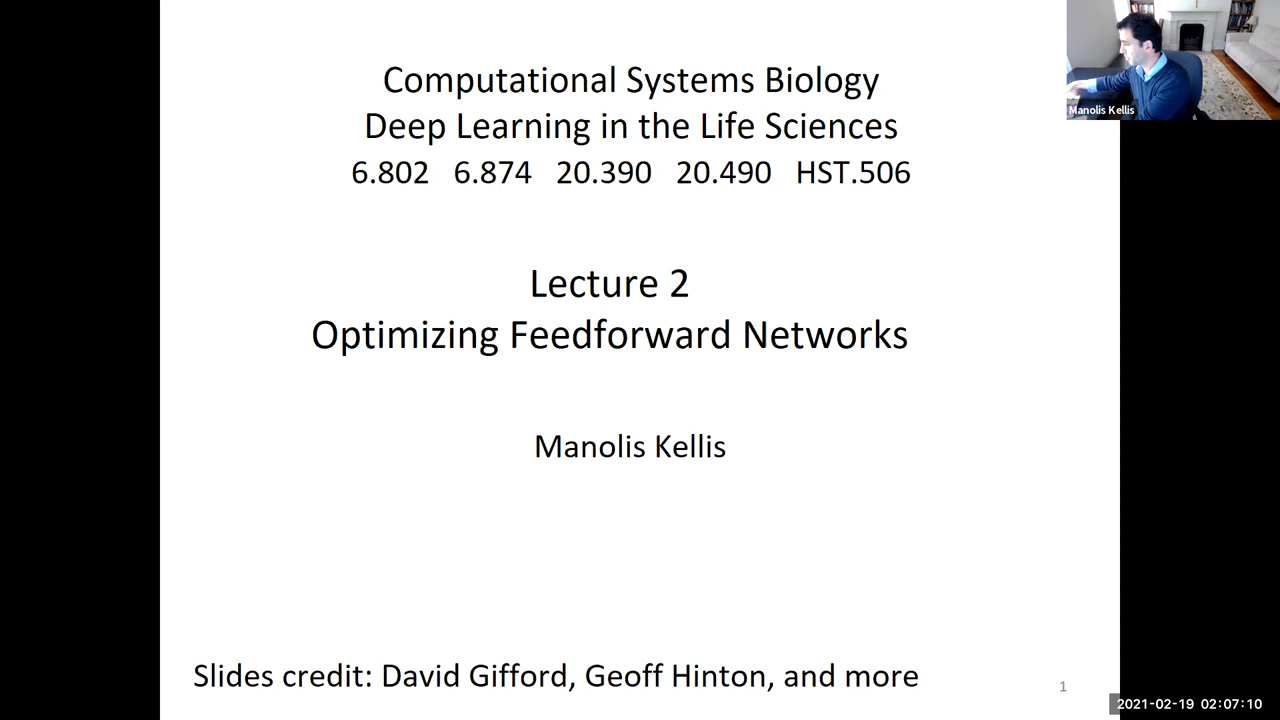 Computational Systems Biology
Deep Learning in the Life Sciences
6.802 6.874 20.390 20.490 HST.506
Manolis Kellis
Lecture 2
Optimizing Feedforward Networks
Manolis Kellis
Slides credit: David Gifford, Geoff Hinton, and more
1
2021-02-19 02:07:10